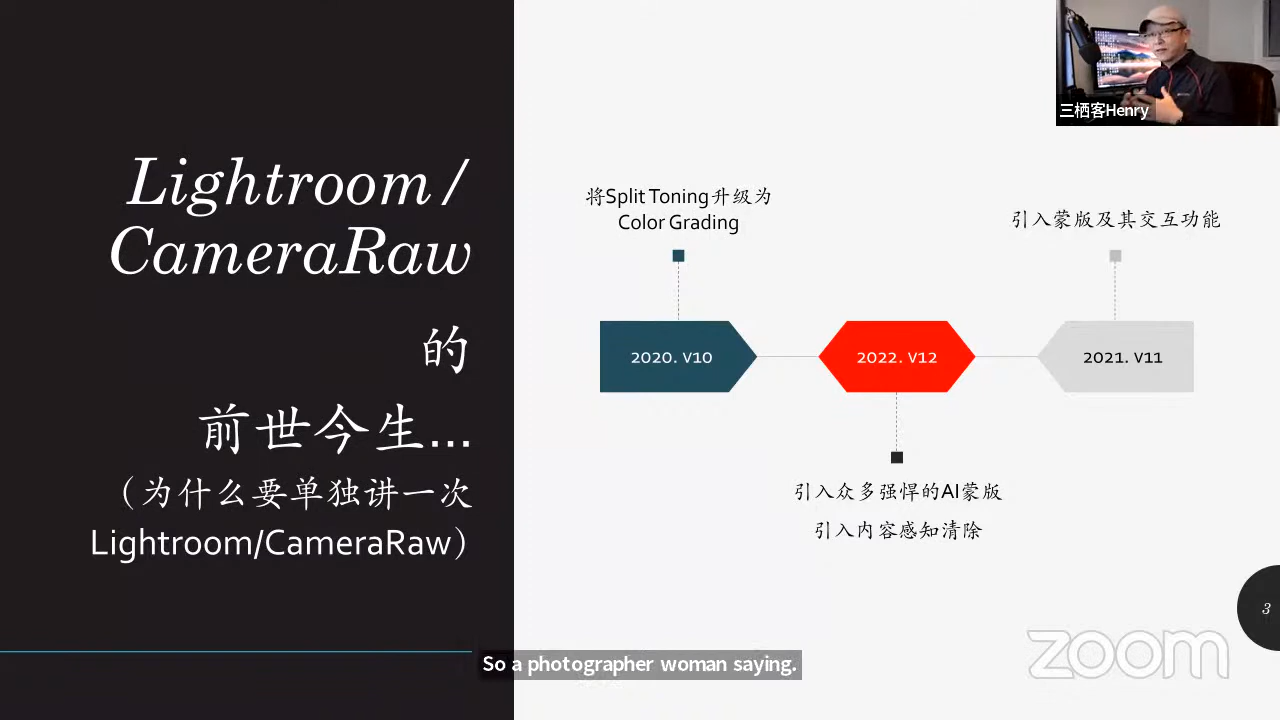 Lightroom/
CameraRaw
的
前世今生...
（为什么要单独讲一次
Lightroom/CameraRaw）
三栖客Henry
将Split Toning升级为
Color Grading
引入蒙版及其交互功能
2020. V10
2022. V12
2021. V11
引入众多强悍的AI蒙版
引入内容感知清除
3
zoom
So a photographer woman saying.